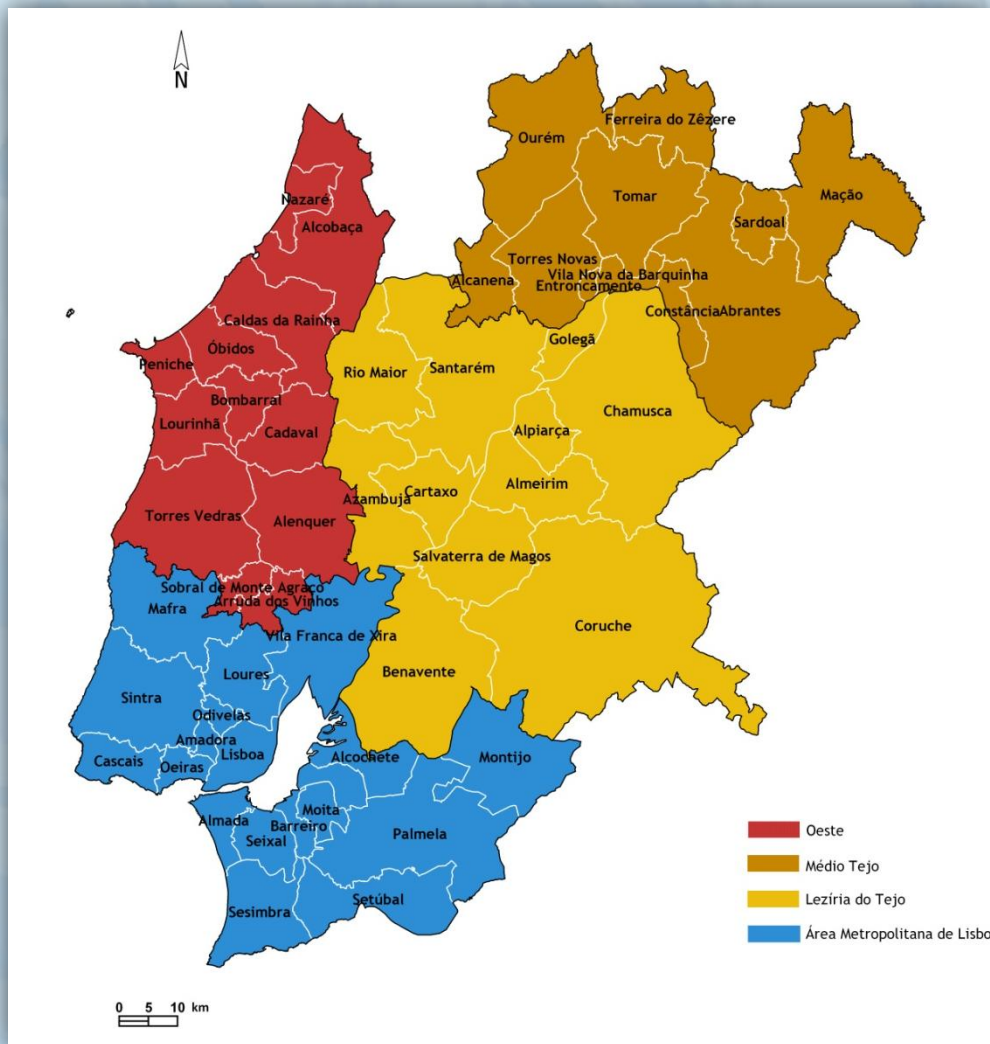 N
Ferreira do Zêzere
Ourém
Tomar
Mação
Nazaré
Sardoal
Alcobaça
Torres Novas
Alcanena
Vila Nova da Barquinha
Entroncamento
Constância
Abrantes
Caldas da Rainha
Golegã
Óbidos
Peniche
Rio Maior
Santarém
Bombarral
Chamusca
Lourinhã
Cadaval
Alpiarça
Almeirim
Cartaxo
Azambuja
Torres Vedras
Alenquer
Salvaterra de Magos
Sobral de Monte Agraço
Arruda dos Vinhos
Mafra
Coruche
Vila Franca de Xira
Benavente
Loures
Sintra
Odivelas
Amadora
Lisboa
Cascais
Oeiras
Alcochete
Montijo
Moita
Almada
Barreiro
Seixal
Palmela
Setúbal
Sesimbra
Oeste
Médio Tejo
Lezíria do Tejo
Área Metropolitana de Lisbo
0 5 10 km